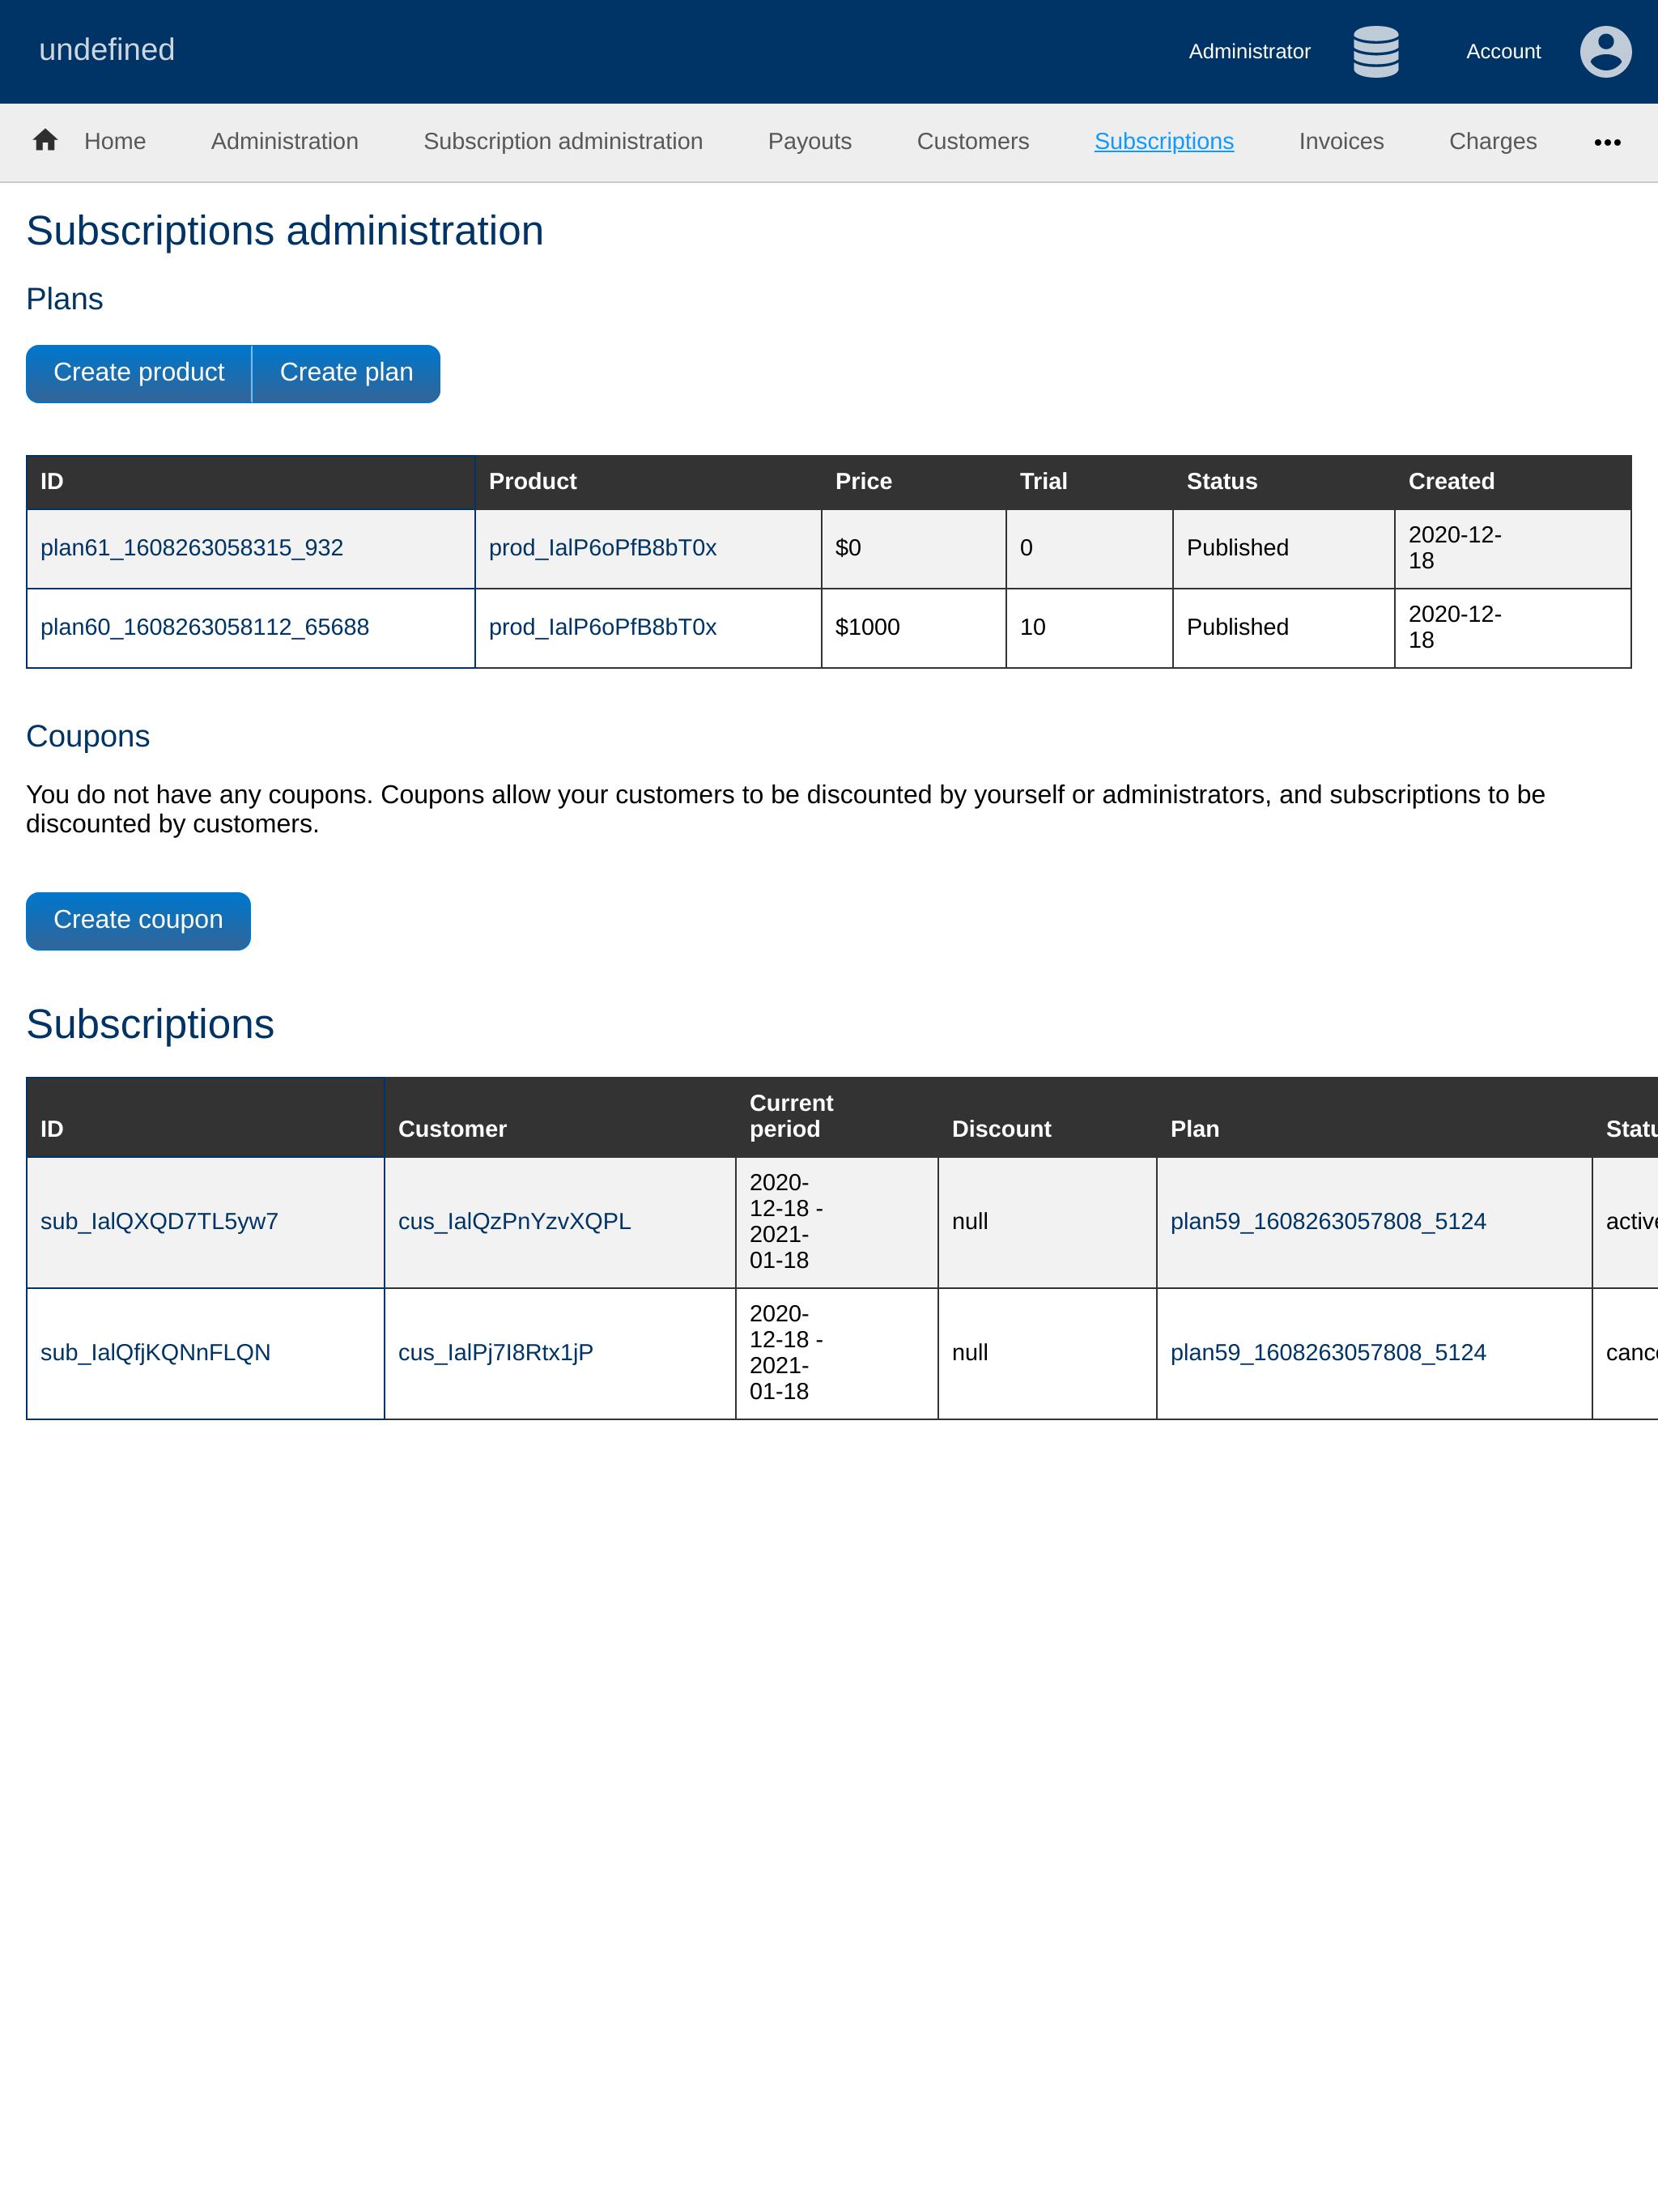 undefined
Administrator
Account
Home Administration Subscription administration Payouts Customers Subscriptions Invoices Charges
Subscriptions administration
Plans
Create product Create plan
ID Product Price Trial Status Created
plan61_1608263058315_932 prod_IalP6oPfB8bT0x $0 0 Published 2020-12-
18
plan60_1608263058112_65688 prod_IalP6oPfB8bT0x $1000 10 Published 2020-12-
18
Coupons
You do not have any coupons. Coupons allow your customers to be discounted by yourself or administrators, and subscriptions to be
discounted by customers.
Create coupon
Subscriptions
ID Customer Current
period Discount Plan Statu
sub_IalQXQD7TL5yw7 cus_IalQzPnYzvXQPL 2020-
12-18 -
2021-
01-18 null plan59_1608263057808_5124 active
sub_IalQfjKQNnFLQN cus_IalPj7I8Rtx1jP 2020-
12-18 -
2021-
01-18 null plan59_1608263057808_5124 cance